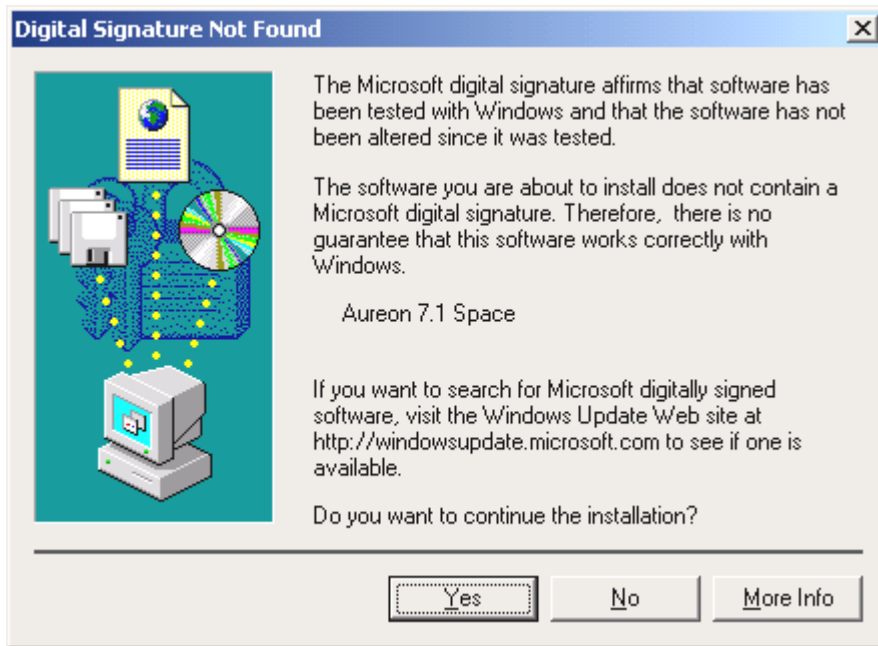 Digital Signature Not Found
The Microsoft digital signature affirms that software has
been tested with Windows and that the software has not
been altered since it was tested.
The software you are about to install does not contain a
Microsoft digital signature. Therefore,  there is no
guarantee that this software works correctly with
Windows.
Aureon 7.1 Space
If you want to search for Microsoft digitally signed
software, visit the Windows Update Web site at
http://windowsupdate.microsoft.com to see if one is
available.
Do you want to continue the installation?
Yes No More Info